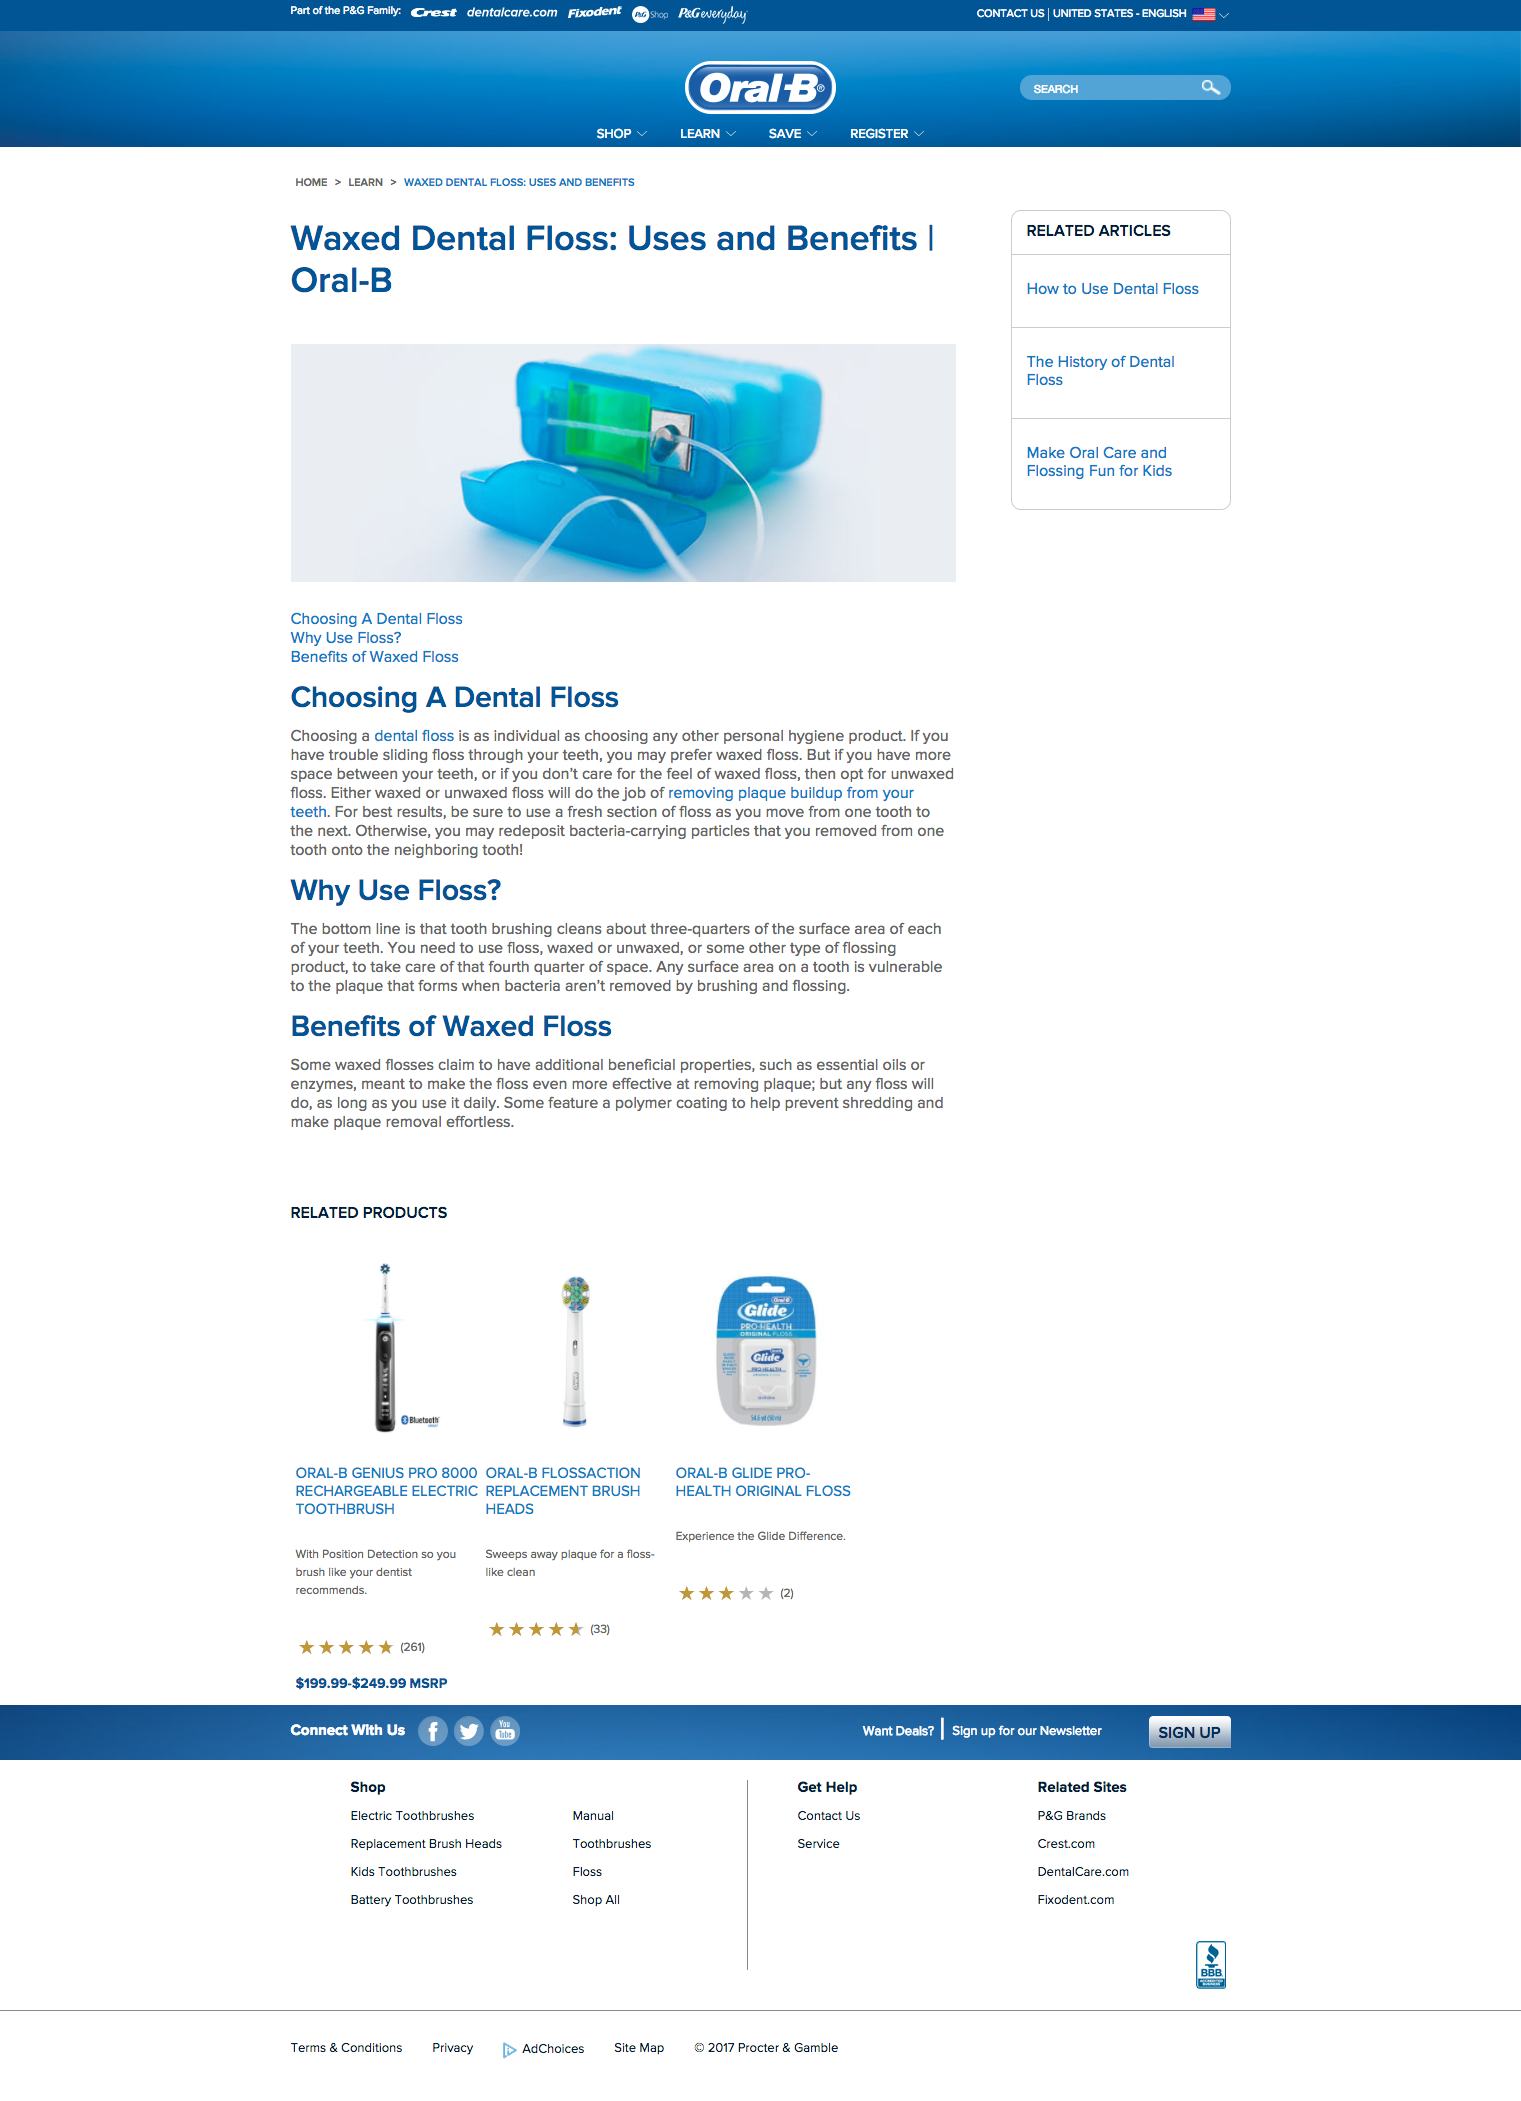 Part of the P&G Family: Crest dentalcare.com Fixodent P&G Shop P&G everyday
CONTACT US | UNITED STATES - ENGLISH
Oral-B®
SEARCH
SHOP LEARN SAVE REGISTER
HOME > LEARN > WAXED DENTAL FLOSS: USES AND BENEFITS
Waxed Dental Floss: Uses and Benefits |
Oral-B
RELATED ARTICLES
How to Use Dental Floss
The History of Dental
Floss
Make Oral Care and
Flossing Fun for Kids
Choosing A Dental Floss
Why Use Floss?
Benefits of Waxed Floss
Choosing A Dental Floss
Choosing a dental floss is as individual as choosing any other personal hygiene product. If you
have trouble sliding floss through your teeth, you may prefer waxed floss. But if you have more
space between your teeth, or if you don’t care for the feel of waxed floss, then opt for unwaxed
floss. Either waxed or unwaxed floss will do the job of removing plaque buildup from your
teeth. For best results, be sure to use a fresh section of floss as you move from one tooth to
the next. Otherwise, you may redeposit bacteria-carrying particles that you removed from one
tooth onto the neighboring tooth!
Why Use Floss?
The bottom line is that tooth brushing cleans about three-quarters of the surface area of each
of your teeth. You need to use floss, waxed or unwaxed, or some other type of flossing
product, to take care of that fourth quarter of space. Any surface area on a tooth is vulnerable
to the plaque that forms when bacteria aren’t removed by brushing and flossing.
Benefits of Waxed Floss
Some waxed flosses claim to have additional beneficial properties, such as essential oils or
enzymes, meant to make the floss even more effective at removing plaque; but any floss will
do, as long as you use it daily. Some feature a polymer coating to help prevent shredding and
make plaque removal effortless.
RELATED PRODUCTS
Bluetooth
Oral-B
Glide
PRO-HEALTH
ORIGINAL FLOSS
Glide
PRO-HEALTH
54.6 yd (50 m)
ORAL-B GENIUS PRO 8000
RECHARGEABLE ELECTRIC
TOOTHBRUSH
With Position Detection so you
brush like your dentist
recommends.
(261)
$199.99-$249.99 MSRP
ORAL-B FLOSSACTION
REPLACEMENT BRUSH
HEADS
Sweeps away plaque for a floss-
like clean
(33)
ORAL-B GLIDE PRO-
HEALTH ORIGINAL FLOSS
Experience the Glide Difference.
(2)
Connect With Us
You
Tube
Want Deals? | Sign up for our Newsletter
SIGN UP
Shop
Electric Toothbrushes
Replacement Brush Heads
Kids Toothbrushes
Battery Toothbrushes
Manual
Toothbrushes
Floss
Shop All
Get Help
Contact Us
Service
Related Sites
P&G Brands
Crest.com
DentalCare.com
Fixodent.com
BBB
ACCREDITED
BUSINESS
Terms & Conditions Privacy AdChoices Site Map © 2017 Procter & Gamble